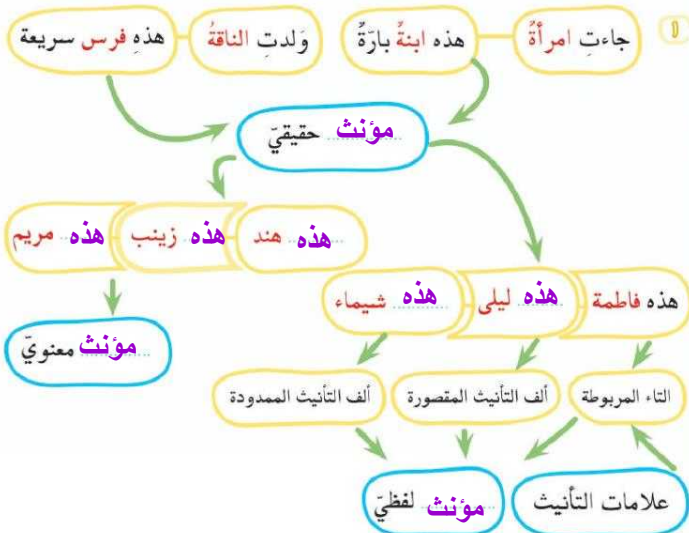 ١
جاءتِ امرأةٌ هذه ابنةٌ بارّةٌ وَلدتِ الناقةُ هذهِ فرس سريعة
مؤنث حقيقيّ
هذه هند هذه زينب هذه مريم
هذه فاطمة هذه ليلى هذه شيماء
مؤنث معنويّ
التاء المربوطة ألف التأنيث المقصورة ألف التأنيث الممدودة
علامات التأنيث مؤنث لفظيّ